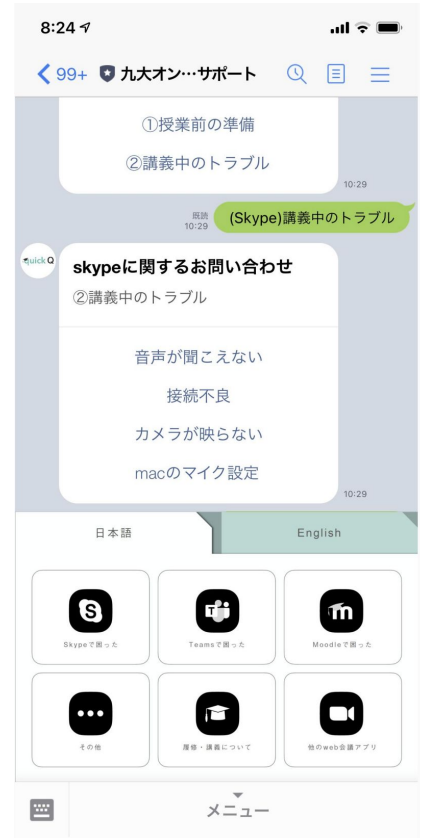 8:24
99+ 九大オン…サポート
①授業前の準備
②講義中のトラブル
10:29
既読
10:29
(Skype)講義中のトラブル
QuickQ
skypeに関するお問い合わせ
②講義中のトラブル
音声が聞こえない
接続不良
カメラが映らない
macのマイク設定
10:29
日本語
English
Skypeで困った
Teamsで困った
Moodleで困った
その他
履修・講義について
他のweb会議アプリ
メニュー